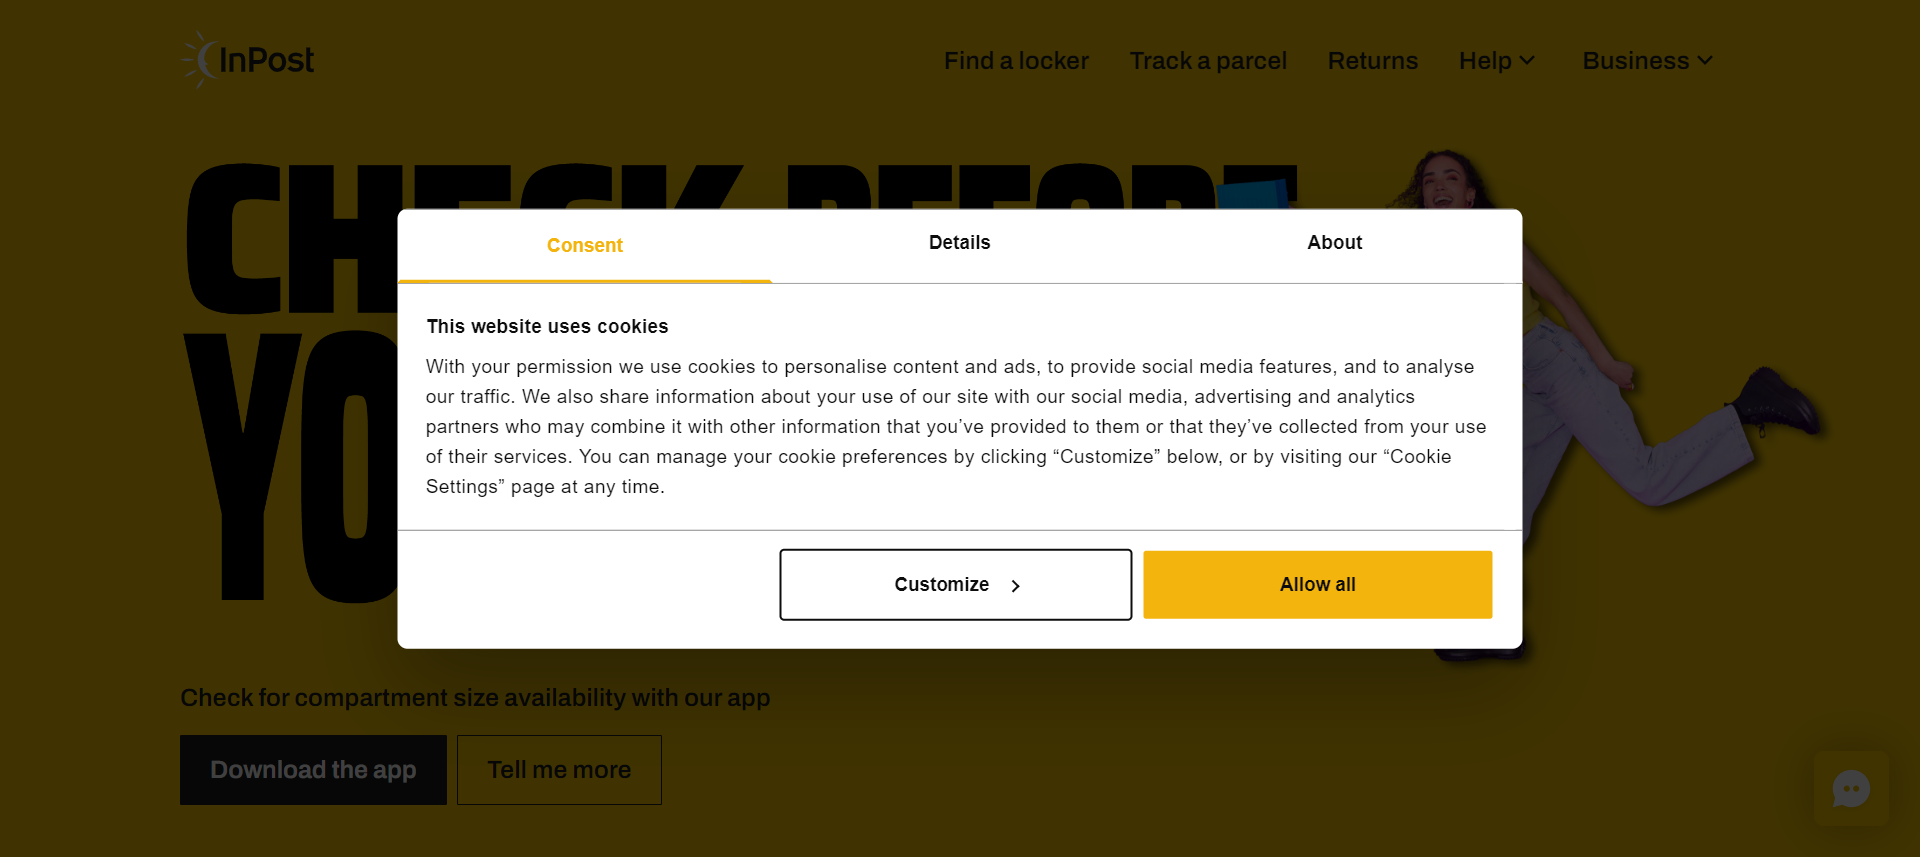 InPost
Find a locker
Track a parcel
Returns
Help
Business
CHECK BEFORE
Consent
Details
About
This website uses cookies
With your permission we use cookies to personalise content and ads, to provide social media features, and to analyse
our traffic. We also share information about your use of our site with our social media, advertising and analytics
partners who may combine it with other information that you’ve provided to them or that they’ve collected from your use
of their services. You can manage your cookie preferences by clicking “Customize” below, or by visiting our “Cookie
Settings” page at any time.
Customize
Allow all
Check for compartment size availability with our app
Download the app
Tell me more